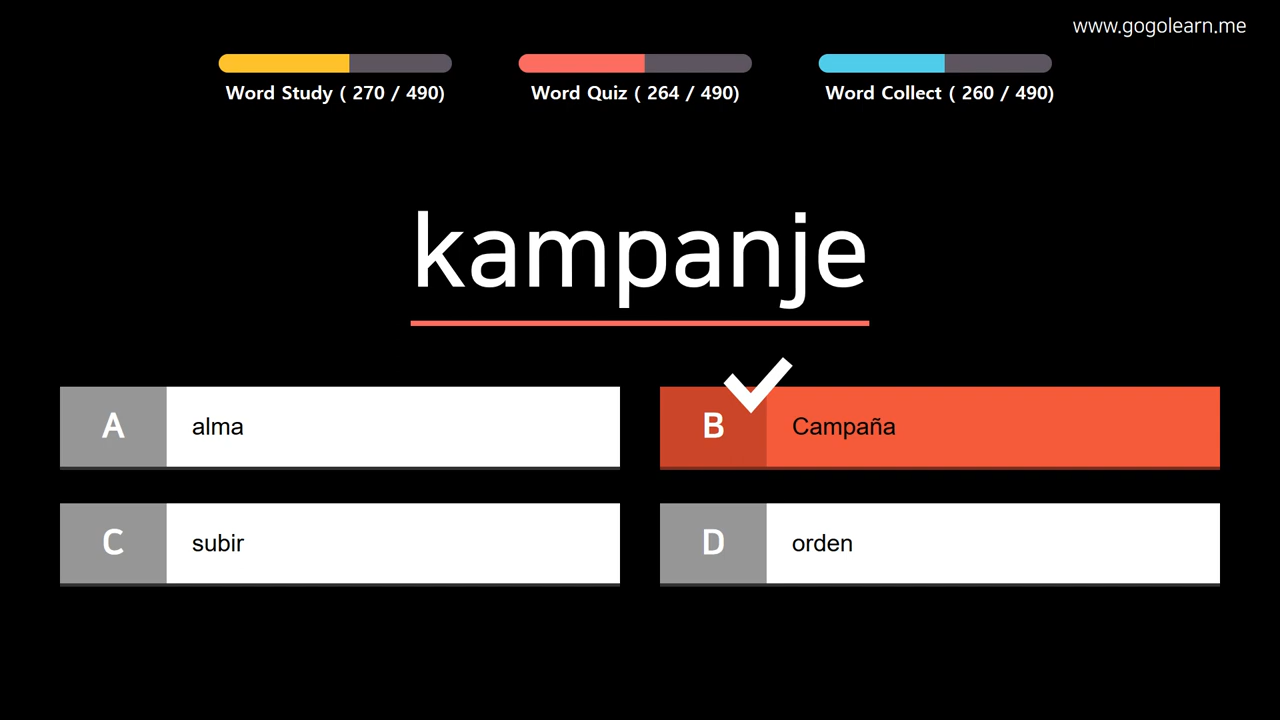 www.gogolearn.me
Word Study ( 270 / 490)
Word Quiz ( 264 / 490)
Word Collect ( 260 / 490)
kampanje
A alma
B Campaña
C subir
D orden